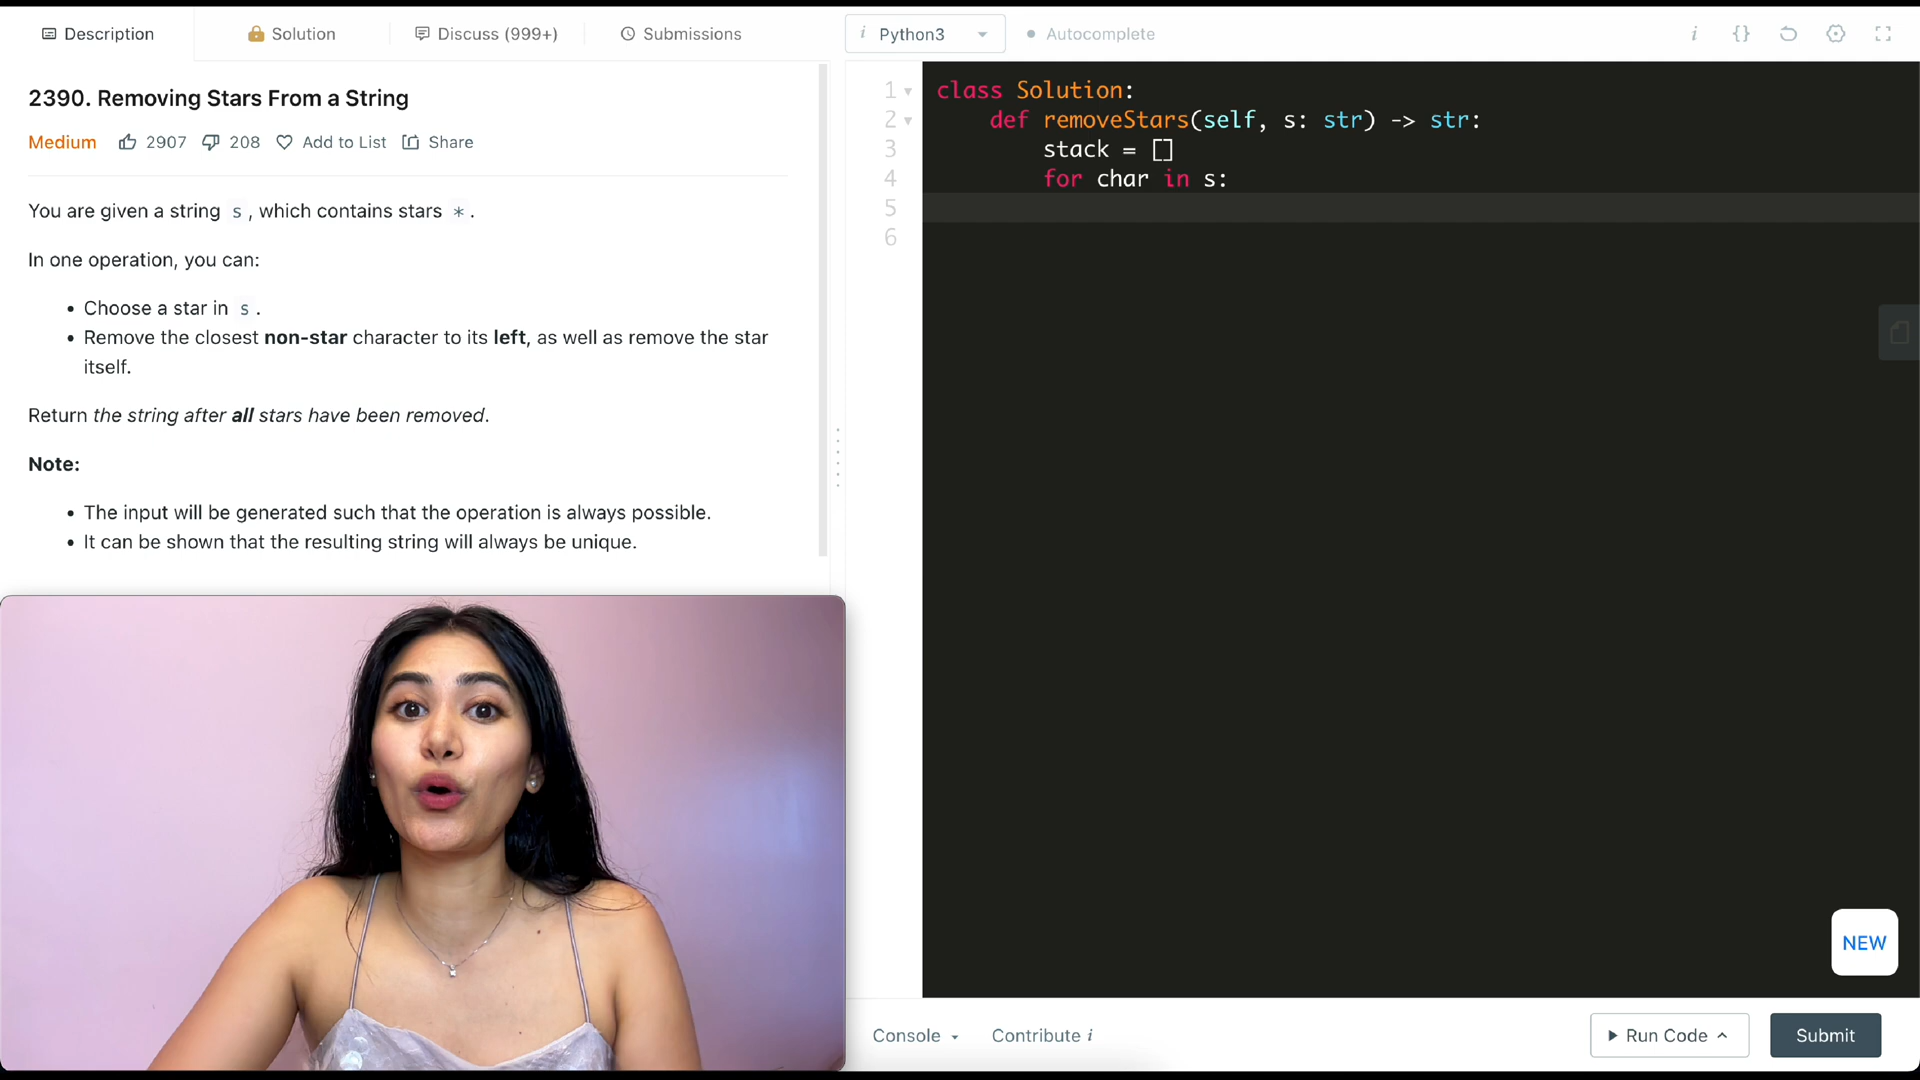 Description
Solution
Discuss (999+)
Submissions
i Python3
Autocomplete
i {}
2390. Removing Stars From a String
Medium 2907 208 Add to List Share
You are given a string s, which contains stars *.
In one operation, you can:
• Choose a star in s.
• Remove the closest non-star character to its left, as well as remove the star
itself.
Return the string after all stars have been removed.
Note:
• The input will be generated such that the operation is always possible.
• It can be shown that the resulting string will always be unique.
1 class Solution:
2 def removeStars(self, s: str) -> str:
3 stack = []
4 for char in s:
5
6
NEW
Console
Contribute i
Run Code
Submit